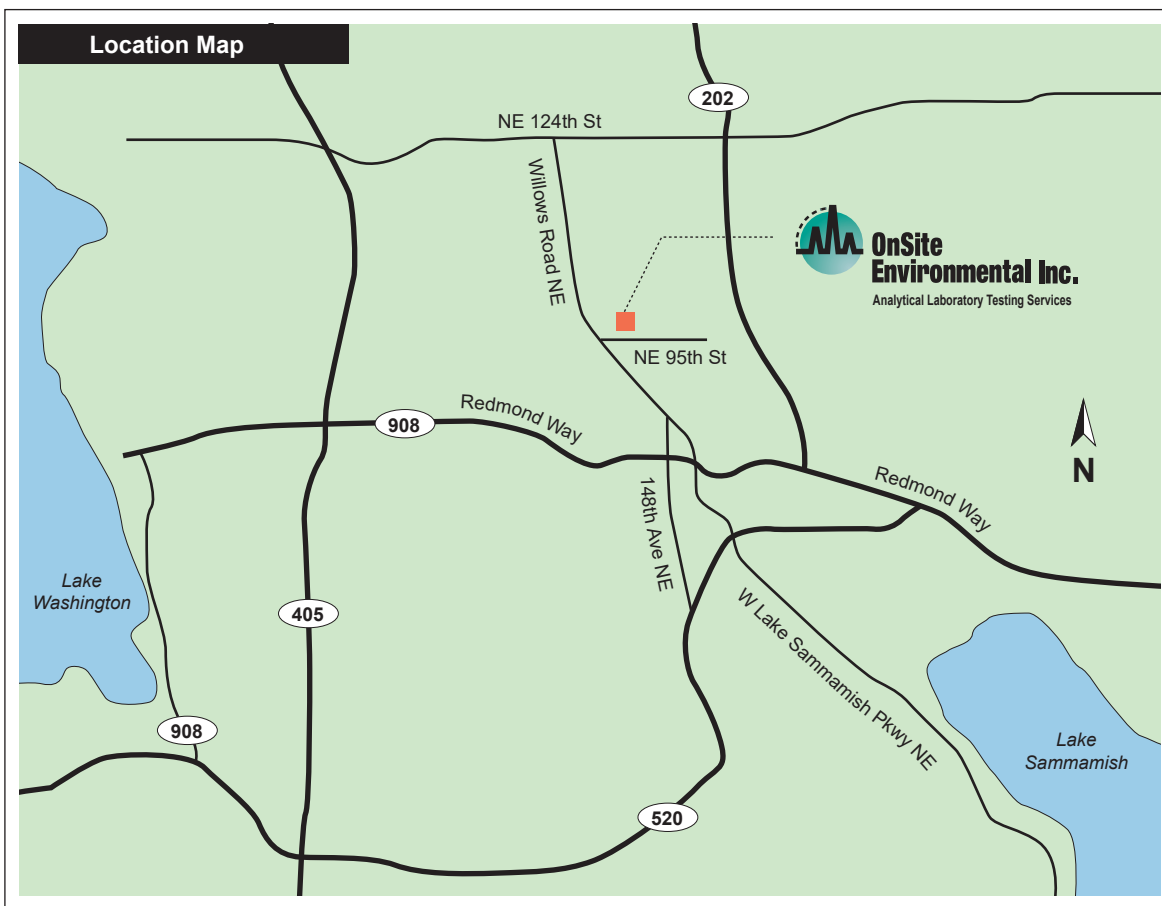 Location Map
202
NE 124th St
Willows Road NE
OnSite
Environmental Inc.
Analytical Laboratory Testing Services
NE 95th St
Redmond Way
908
N
Redmond Way
148th Ave NE
Lake
Washington
405
W Lake Sammamish Pkwy NE
908
Lake
Sammamish
520